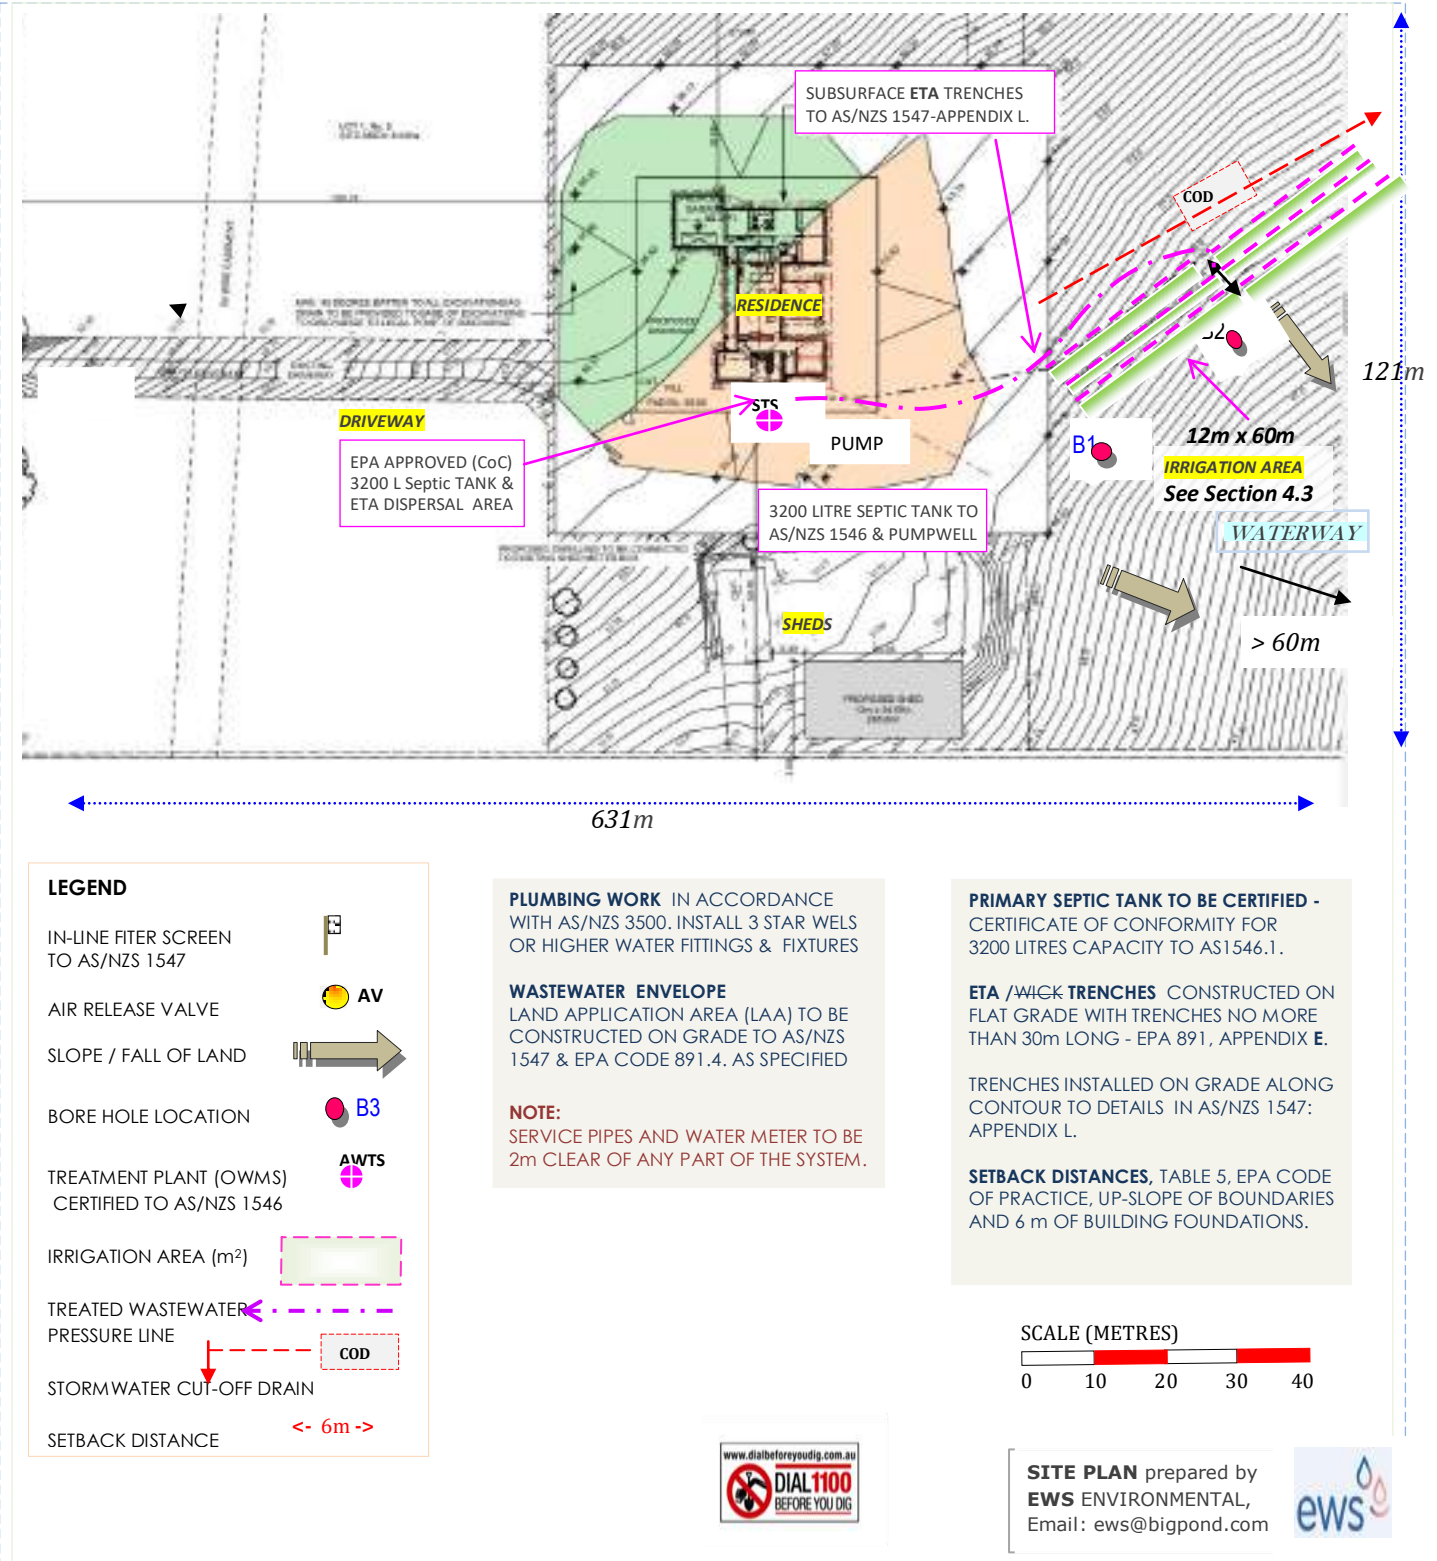 SUBSURFACE ETA TRENCHES
TO AS/NZS 1547-APPENDIX L.
COD
RESIDENCE
121m
DRIVEWAY
STS
PUMP
EPA APPROVED (CoC)
3200 L Septic TANK &
ETA DISPERSAL AREA
3200 LITRE SEPTIC TANK TO
AS/NZS 1546 & PUMPWELL
B1
12m x 60m
IRRIGATION AREA
See Section 4.3
WATERWAY
> 60m
SHEDS
PROPOSED SHED
631m
LEGEND
IN-LINE FITER SCREEN
TO AS/NZS 1547
AIR RELEASE VALVE
AV
SLOPE / FALL OF LAND
BORE HOLE LOCATION
B3
AWTS
TREATMENT PLANT (OWMS)
CERTIFIED TO AS/NZS 1546
IRRIGATION AREA (m²)
TREATED WASTEWATER
PRESSURE LINE
COD
STORMWATER CUT-OFF DRAIN
<- 6m ->
SETBACK DISTANCE
PLUMBING WORK IN ACCORDANCE
WITH AS/NZS 3500. INSTALL 3 STAR WELS
OR HIGHER WATER FITTINGS & FIXTURES
WASTEWATER ENVELOPE
LAND APPLICATION AREA (LAA) TO BE
CONSTRUCTED ON GRADE TO AS/NZS
1547 & EPA CODE 891.4. AS SPECIFIED
NOTE:
SERVICE PIPES AND WATER METER TO BE
2m CLEAR OF ANY PART OF THE SYSTEM.
PRIMARY SEPTIC TANK TO BE CERTIFIED -
CERTIFICATE OF CONFORMITY FOR
3200 LITRES CAPACITY TO AS1546.1.
ETA /WICK TRENCHES CONSTRUCTED ON
FLAT GRADE WITH TRENCHES NO MORE
THAN 30m LONG - EPA 891, APPENDIX E.
TRENCHES INSTALLED ON GRADE ALONG
CONTOUR TO DETAILS IN AS/NZS 1547:
APPENDIX L.
SETBACK DISTANCES, TABLE 5, EPA CODE
OF PRACTICE, UP-SLOPE OF BOUNDARIES
AND 6 m OF BUILDING FOUNDATIONS.
SCALE (METRES)
0 10 20 30 40
www.dialbeforeyoudig.com.au
DIAL1100
BEFORE YOU DIG
SITE PLAN prepared by
EWS ENVIRONMENTAL,
Email: ews@bigpond.com
ews